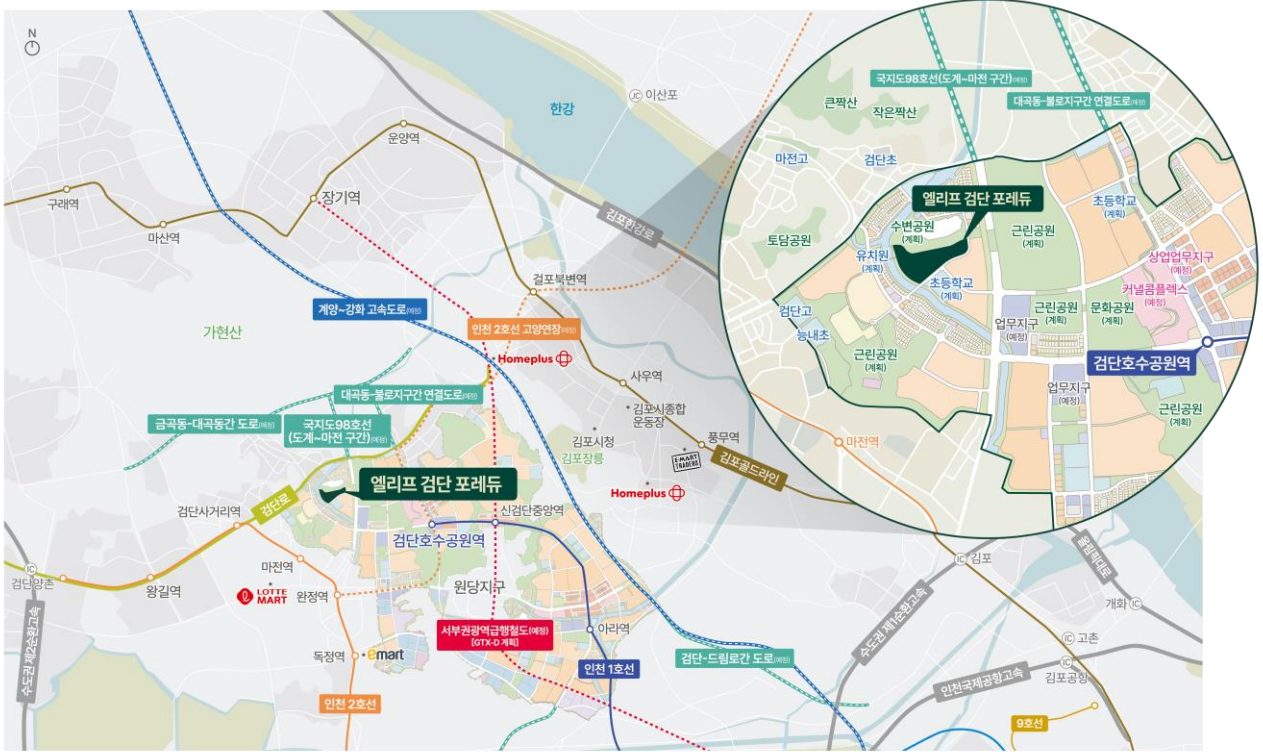 N
한강
JC 이산포
운양역
장기역
구래역
마산역
김포한강로
걸포북변역
계양~강화 고속도로(예정)
인천 2호선 고양연장(예정)
가현산
Homeplus
사우역
대곡동-불로지구간 연결도로(예정)
김포시종합
운동장
금곡동-대곡동간 도로(예정)
국지도98호선
(도계~마전 구간)(예정)
김포시청
김포장릉
풍무역
E-MART
TRADERS
김포골드라인
마전역
엘리프 검단 포레듀
Homeplus
검단로
검단사거리역
신검단중앙역
검단호수공원역
IC
검단양촌
왕길역
마전역
LOTTE
MART
완정역
원당지구
IC 김포
올림픽대로
개화 IC
수도권 제2순환고속
독정역
emart
서부권광역급행철도(예정)
[GTX-D 계획]
아라역
인천 1호선
검단-드림로간 도로(예정)
수도권 제1순환고속
IC 고촌
IC
김포공항
인천국제공항고속
인천 2호선
9호선
국지도98호선(도계~마전 구간)(예정)
대곡동-불로지구간 연결도로(예정)
큰짝산
작은짝산
마전고
검단초
엘리프 검단 포레듀
초등학교
(계획)
수변공원
(계획)
근린공원
(계획)
토담공원
유치원
(계획)
상업업무지구
(예정)
초등학교
(계획)
커낼콤플렉스
(예정)
검단고
능내초
업무지구
(예정)
근린공원
(계획)
문화공원
(계획)
근린공원
(계획)
검단호수공원역
업무지구
(예정)
근린공원
(계획)